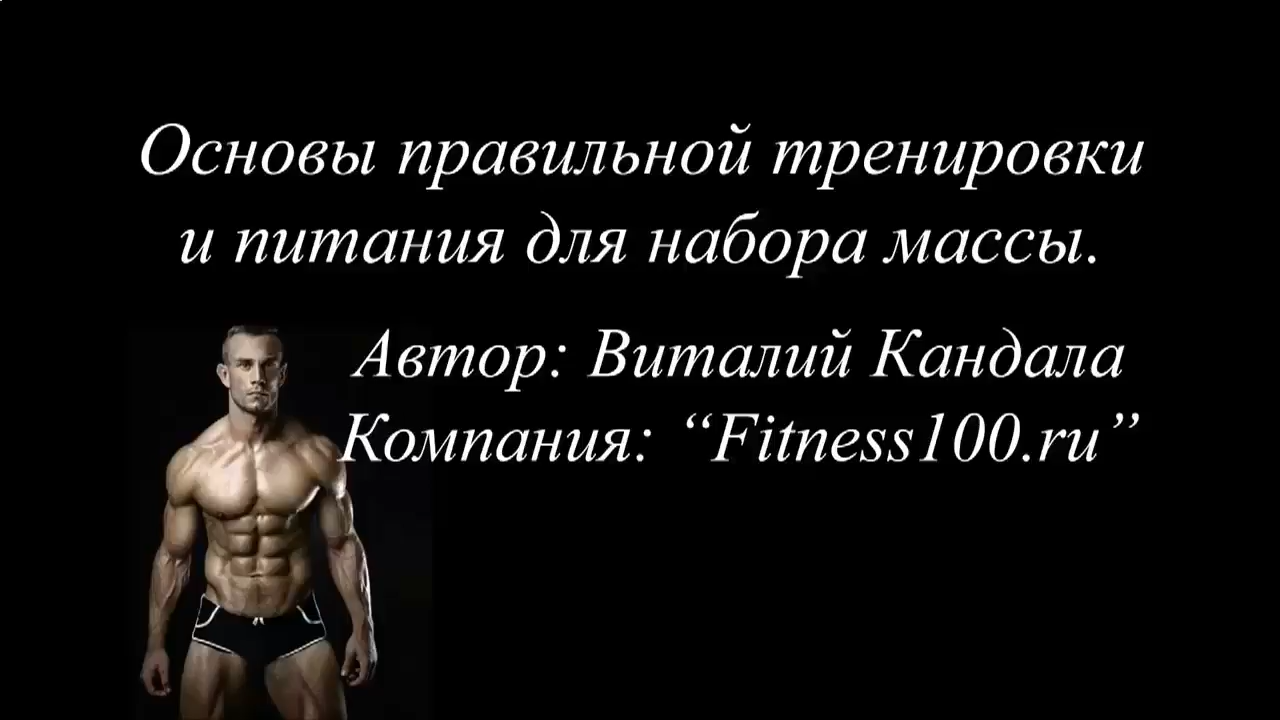 Основы правильной тренировки
и питания для набора массы.
Автор: Виталий Кандала
Компания: “Fitness100.ru”